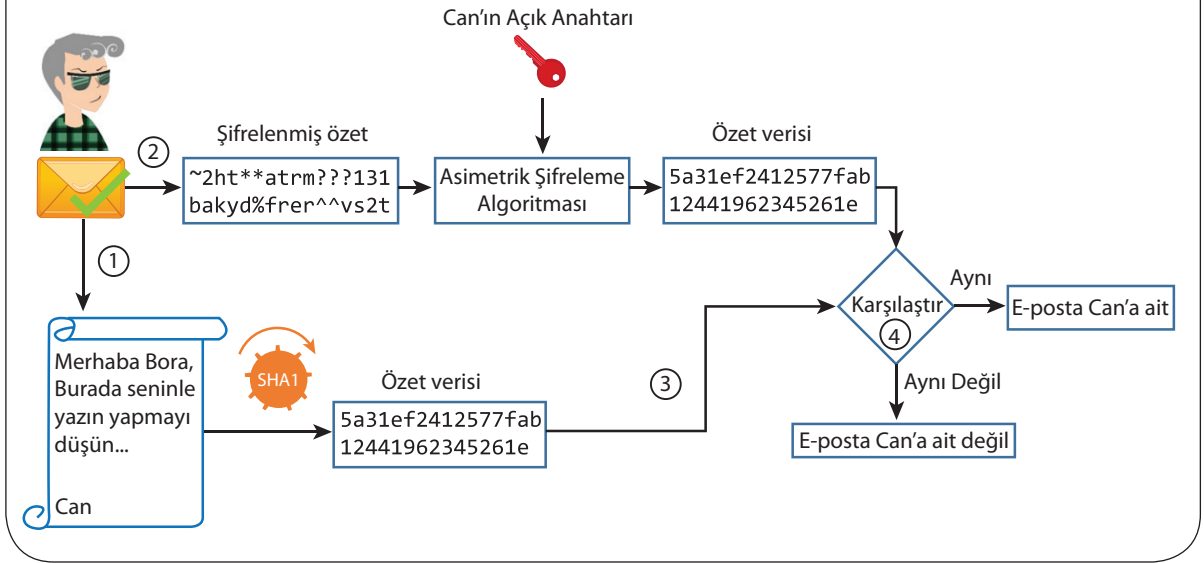 Can'ın Açık Anahtarı
2
Şifrelenmiş özet
~2ht**atrm???131
bakyd%frer^^vs2t
Asimetrik Şifreleme
Algoritması
Özet verisi
5a31ef2412577fab
12441962345261e
1
Merhaba Bora,
Burada seninle
yazın yapmayı
düşün...
Can
SHA1
Özet verisi
5a31ef2412577fab
12441962345261e
3
Karşılaştır
4
Aynı
E-posta Can'a ait
Aynı Değil
E-posta Can'a ait değil